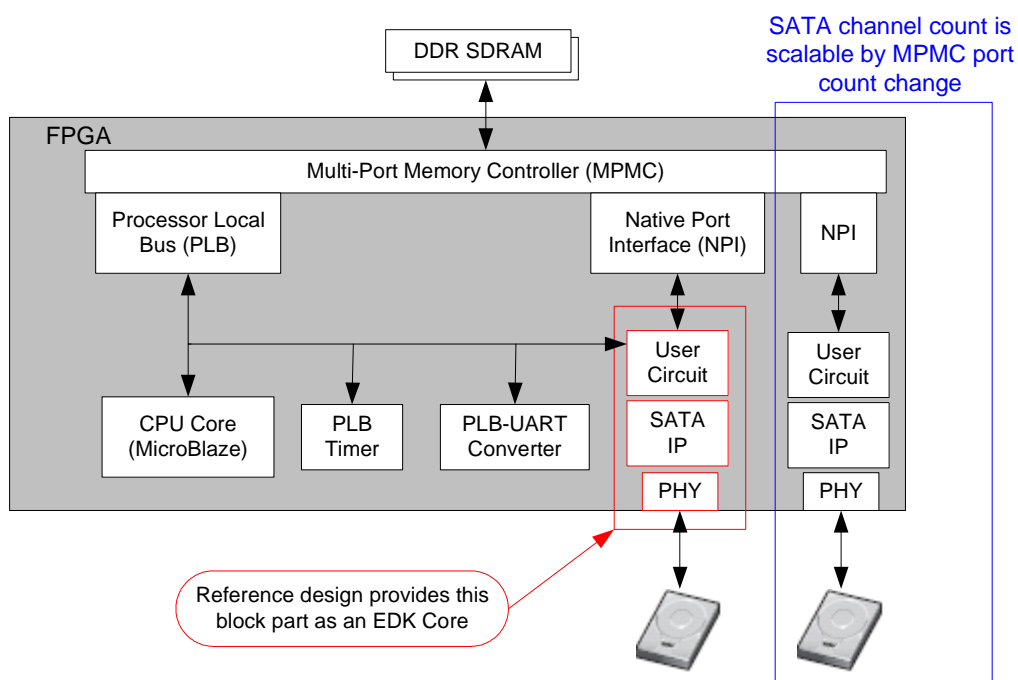 SATA channel count is
scalable by MPMC port
count change
DDR SDRAM
FPGA
Multi-Port Memory Controller (MPMC)
Processor Local
Bus (PLB)
Native Port
Interface (NPI)
NPI
User
Circuit
User
Circuit
CPU Core
(MicroBlaze)
PLB
Timer
PLB-UART
Converter
SATA
IP
SATA
IP
PHY
PHY
Reference design provides this
block part as an EDK Core